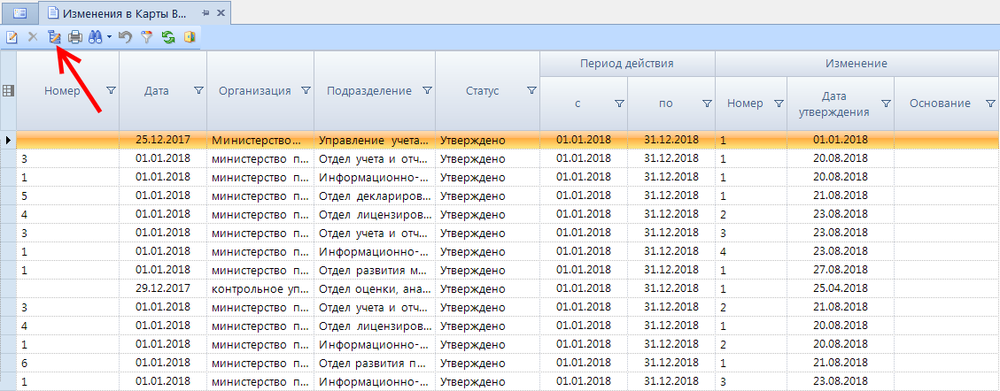 Изменения в Карты В...
Период действия Изменение
Номер Дата Организация Подразделение Статус с по Номер Дата утверждения Основание
25.12.2017 Министерство... Управление учета... Утверждено 01.01.2018 31.12.2018 1 01.01.2018
3 01.01.2018 министерство п... Отдел учета и отч... Утверждено 01.01.2018 31.12.2018 1 20.08.2018
1 01.01.2018 министерство п... Информационно-... Утверждено 01.01.2018 31.12.2018 1 20.08.2018
5 01.01.2018 министерство п... Отдел деклариров... Утверждено 01.01.2018 31.12.2018 1 21.08.2018
4 01.01.2018 министерство п... Отдел лицензиров... Утверждено 01.01.2018 31.12.2018 2 23.08.2018
3 01.01.2018 министерство п... Отдел учета и отч... Утверждено 01.01.2018 31.12.2018 3 23.08.2018
1 01.01.2018 министерство п... Информационно-... Утверждено 01.01.2018 31.12.2018 4 23.08.2018
1 01.01.2018 министерство п... Отдел развития м... Утверждено 01.01.2018 31.12.2018 1 27.08.2018
29.12.2017 контрольное уп... Отдел оценки, ана... Утверждено 01.01.2018 31.12.2018 1 25.04.2018
3 01.01.2018 министерство п... Отдел учета и отч... Утверждено 01.01.2018 31.12.2018 2 21.08.2018
4 01.01.2018 министерство п... Отдел лицензиров... Утверждено 01.01.2018 31.12.2018 1 20.08.2018
1 01.01.2018 министерство п... Информационно-... Утверждено 01.01.2018 31.12.2018 2 21.08.2018
6 01.01.2018 министерство п... Отдел развития п... Утверждено 01.01.2018 31.12.2018 1 21.08.2018
1 01.01.2018 министерство п... Информационно-... Утверждено 01.01.2018 31.12.2018 3 23.08.2018